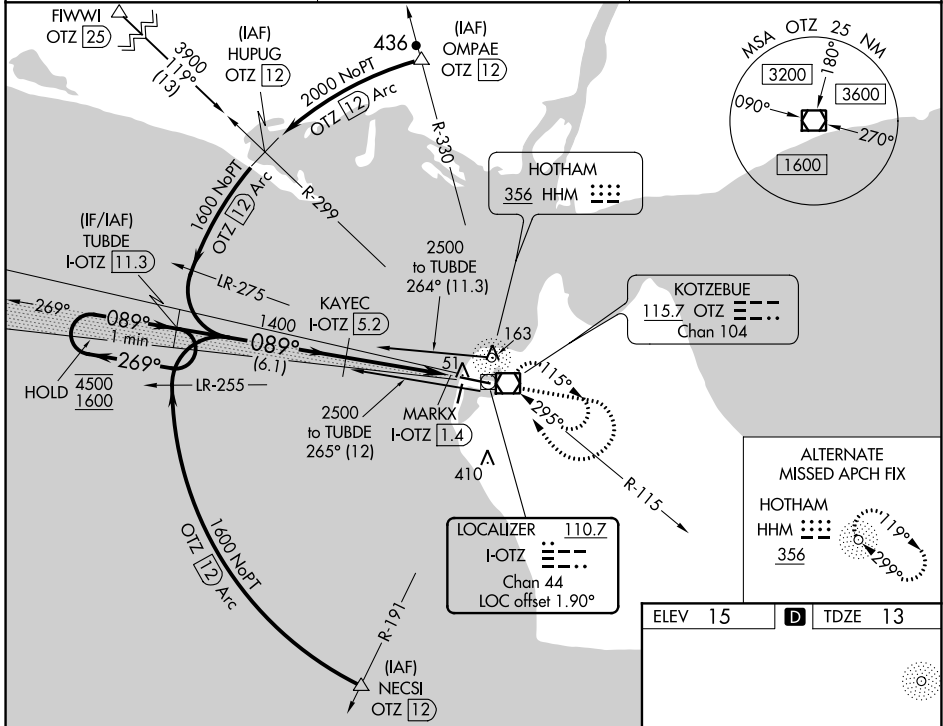 FIWWI
OTZ 25
3900
119°
(13)
(IAF)
HUPUG
OTZ 12
436
(IAF)
OMPAE
OTZ 12
2000 NoPT
OTZ 12 Arc
R-330
R-299
1600 NoPT
OTZ 12 Arc
MSA OTZ 25 NM
3200
180°
3600
090°
270°
1600
HOTHAM
356 HHM
(IF/IAF)
TUBDE
I-OTZ 11.3
LR-275
2500
to TUBDE
264° (11.3)
KAYEC
I-OTZ 5.2
KOTZEBUE
115.7 OTZ
Chan 104
269°
089°
1 min
269°
1400
089°
(6.1)
HOLD 4500
1600
LR-255
163
51
115°
295°
2500
to TUBDE
265° (12)
MARKX
I-OTZ 1.4
410
R-115
LOCALIZER 110.7
I-OTZ
Chan 44
LOC offset 1.90°
ALTERNATE
MISSED APCH FIX
HOTHAM
HHM
356
119°
299°
1600 NoPT
OTZ 12 Arc
R-191
(IAF)
NECSI
OTZ 12
ELEV 15 D TDZE 13